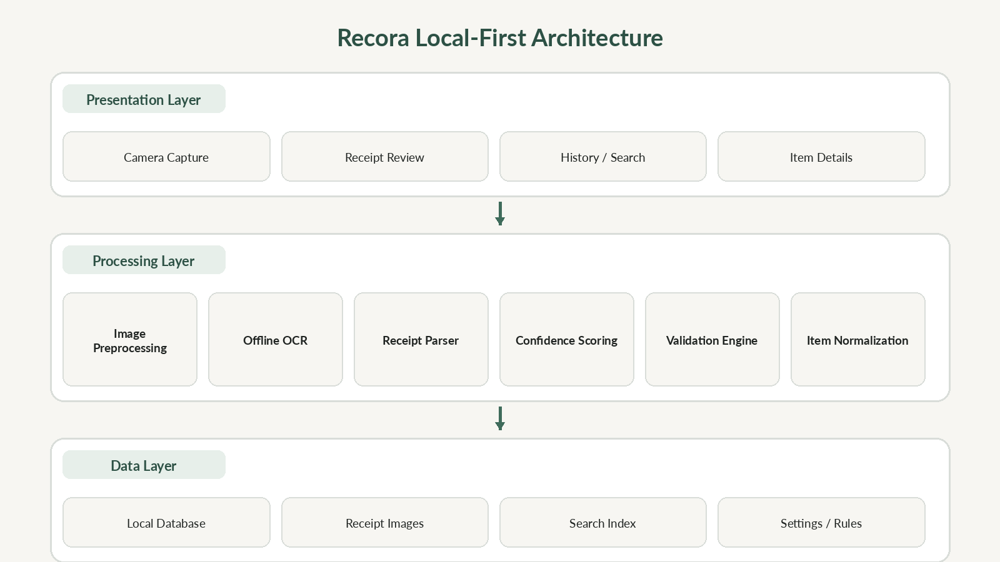 Recora Local-First Architecture
Presentation Layer
Camera Capture
Receipt Review
History / Search
Item Details
Processing Layer
Image
Preprocessing
Offline OCR
Receipt Parser
Confidence Scoring
Validation Engine
Item Normalization
Data Layer
Local Database
Receipt Images
Search Index
Settings / Rules